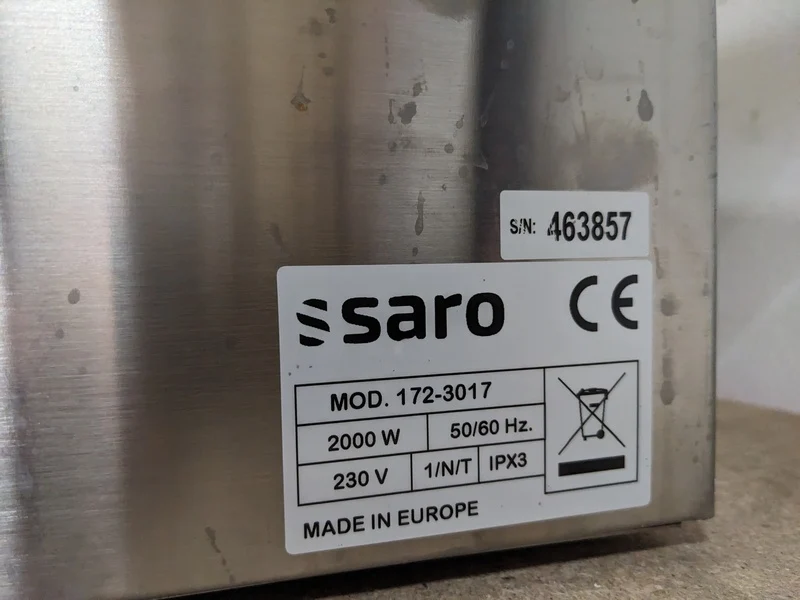 S/N: 463857
saro CE
MOD. 172-3017
2000 W 50/60 Hz.
230 V 1/N/T IPX3
MADE IN EUROPE